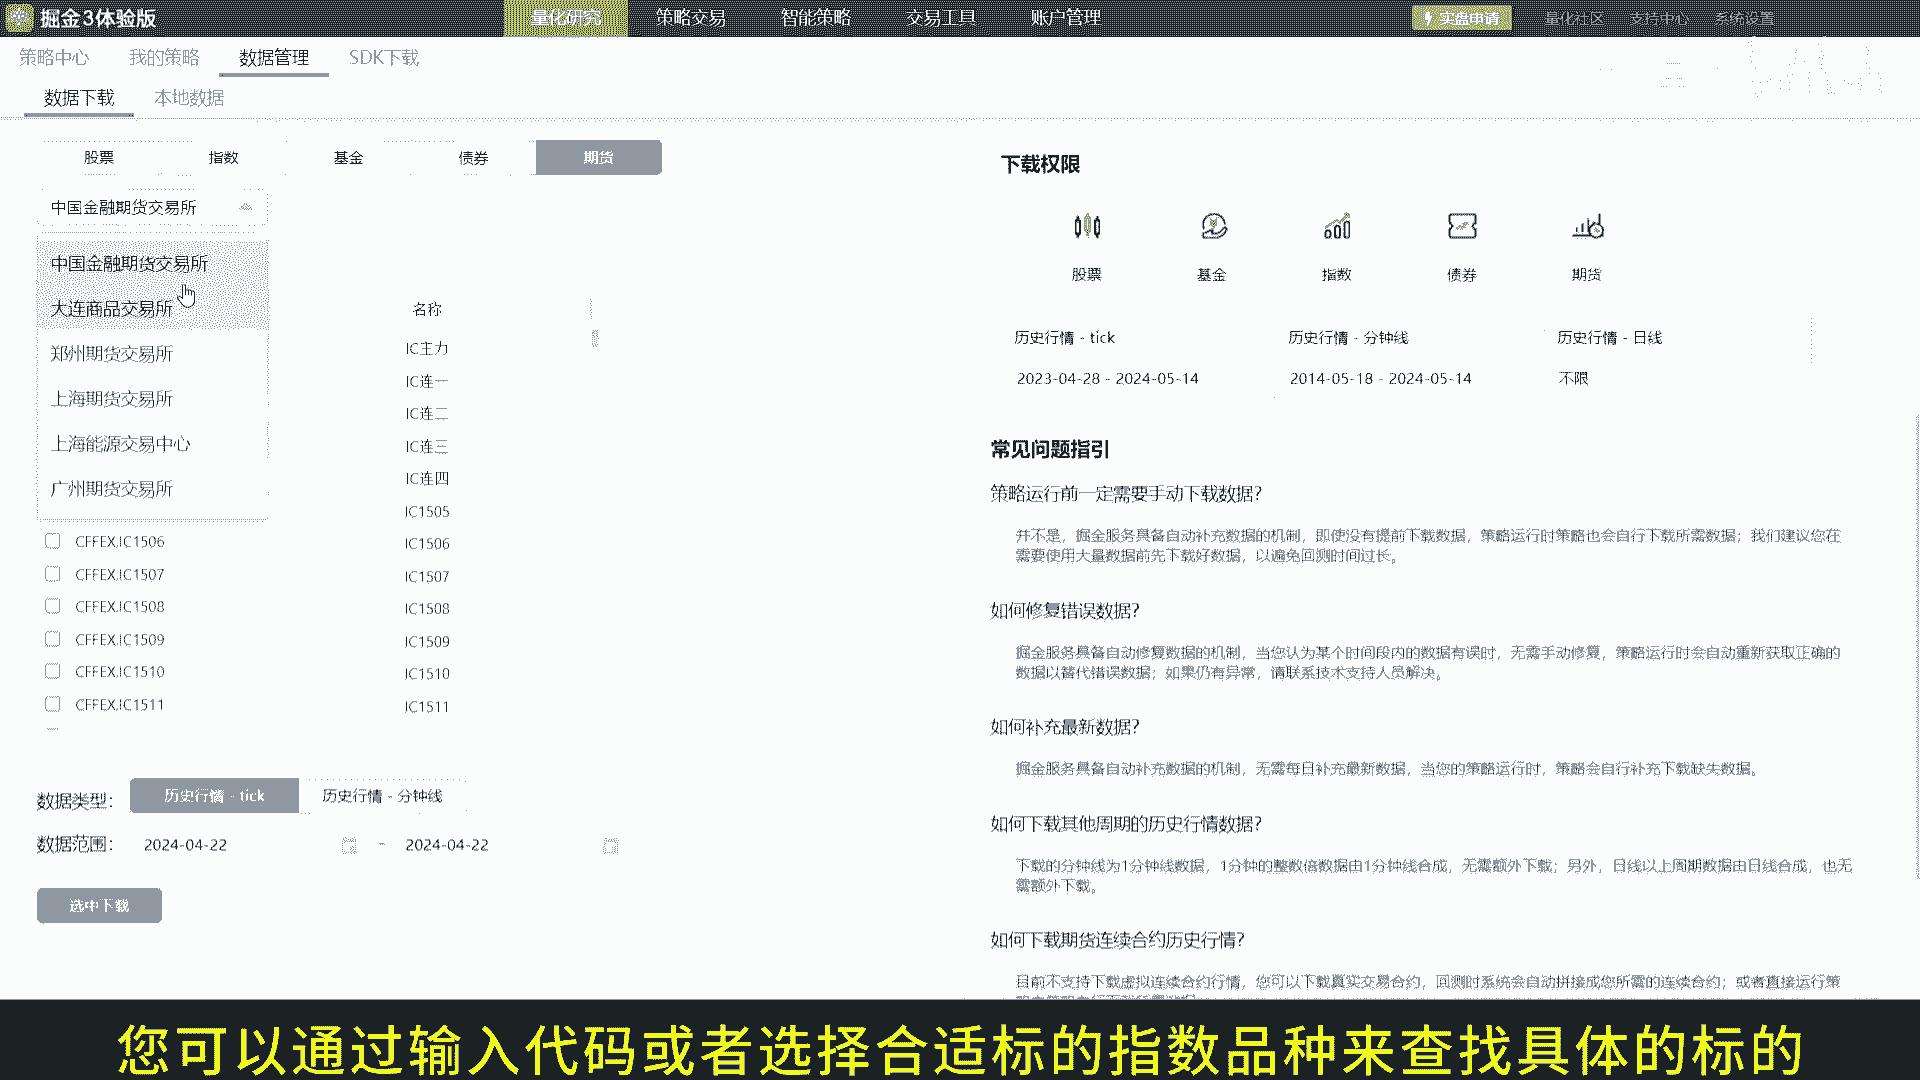 掘金3体验版
量化研究 策略交易 智能策略 交易工具 账户管理 实盘申请 量化社区 支持中心 系统设置
策略中心 我的策略 数据管理 SDK下载
数据下载 本地数据
股票 指数 基金 债券 期货
中国金融期货交易所
中国金融期货交易所
大连商品交易所
郑州期货交易所
上海期货交易所
上海能源交易中心
广州期货交易所
名称
IC主力
IC连一
IC连二
IC连三
IC连四
IC1505
CFFEX.IC1506 IC1506
CFFEX.IC1507 IC1507
CFFEX.IC1508 IC1508
CFFEX.IC1509 IC1509
CFFEX.IC1510 IC1510
CFFEX.IC1511 IC1511
数据类型： 历史行情 - tick 历史行情 - 分钟线
数据范围： 2024-04-22 - 2024-04-22
选中下载
下载权限
股票 基金 指数 债券 期货
历史行情 - tick 历史行情 - 分钟线 历史行情 - 日线
2023-04-28 - 2024-05-14 2014-05-18 - 2024-05-14 不限
常见问题指引
策略运行前一定需要手动下载数据？
并不是，掘金服务具备自动补充数据的机制，即使没有提前下载数据，策略运行时策略也会自行下载所需数据；我们建议您在
需要使用大量数据前先下载好数据，以避免回测时间过长。
如何修复错误数据？
掘金服务具备自动修复数据的机制，当您认为某个时间段内的数据有误时，无需手动修复，策略运行时会自动重新获取正确的
数据以替代错误数据；如果仍有异常，请联系技术支持人员解决。
如何补充最新数据？
掘金服务具备自动补充数据的机制，无需每日补充最新数据，当您的策略运行时，策略会自行补充下载缺失数据。
如何下载其他周期的历史行情数据？
下载的分钟线为1分钟线数据，1分钟的整数倍数据由1分钟线合成，无需额外下载；另外，日线以上周期数据由日线合成，也无
需额外下载。
如何下载期货连续合约历史行情？
目前不支持下载虚拟连续合约行情，您可以下载真实交易合约，回测时系统会自动拼接成您所需的连续合约；或者直接运行策
您可以通过输入代码或者选择合适标的指数品种来查找具体的标的